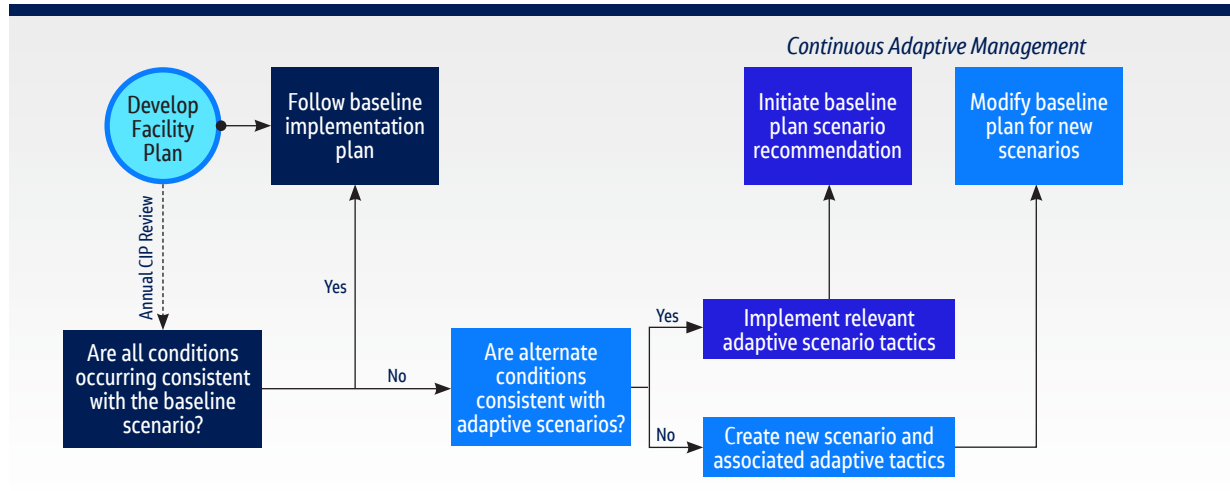 Continuous Adaptive Management
Develop
Facility
Plan
Follow baseline
implementation
plan
Initiate baseline
plan scenario
recommendation
Modify baseline
plan for new
scenarios
Annual CIP Review
Yes
Are all conditions
occurring consistent
with the baseline
scenario?
No
Are alternate
conditions
consistent with
adaptive scenarios?
Yes
Implement relevant
adaptive scenario tactics
No
Create new scenario and
associated adaptive tactics